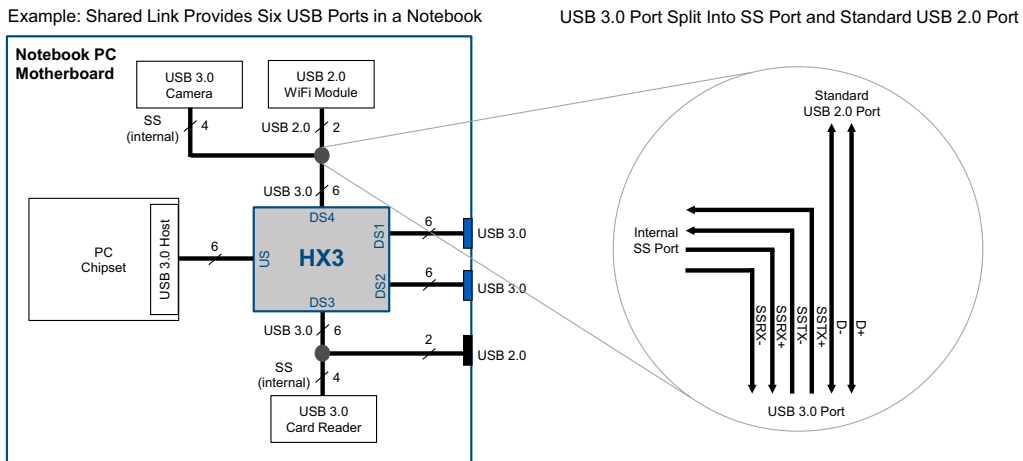 Example: Shared Link Provides Six USB Ports in a Notebook
USB 3.0 Port Split Into SS Port and Standard USB 2.0 Port
Notebook PC
Motherboard
USB 3.0
Camera
USB 2.0
WiFi Module
SS
(internal)
4
USB 2.0
2
USB 3.0
6
PC
Chipset
USB 3.0 Host
6
US
DS4
HX3
DS1
DS2
DS3
6
USB 3.0
6
USB 3.0
USB 3.0
6
2
USB 2.0
SS
(internal)
4
USB 3.0
Card Reader
Standard
USB 2.0 Port
Internal
SS Port
SSRX-
SSRX+
SSTX-
SSTX+
D-
D+
USB 3.0 Port